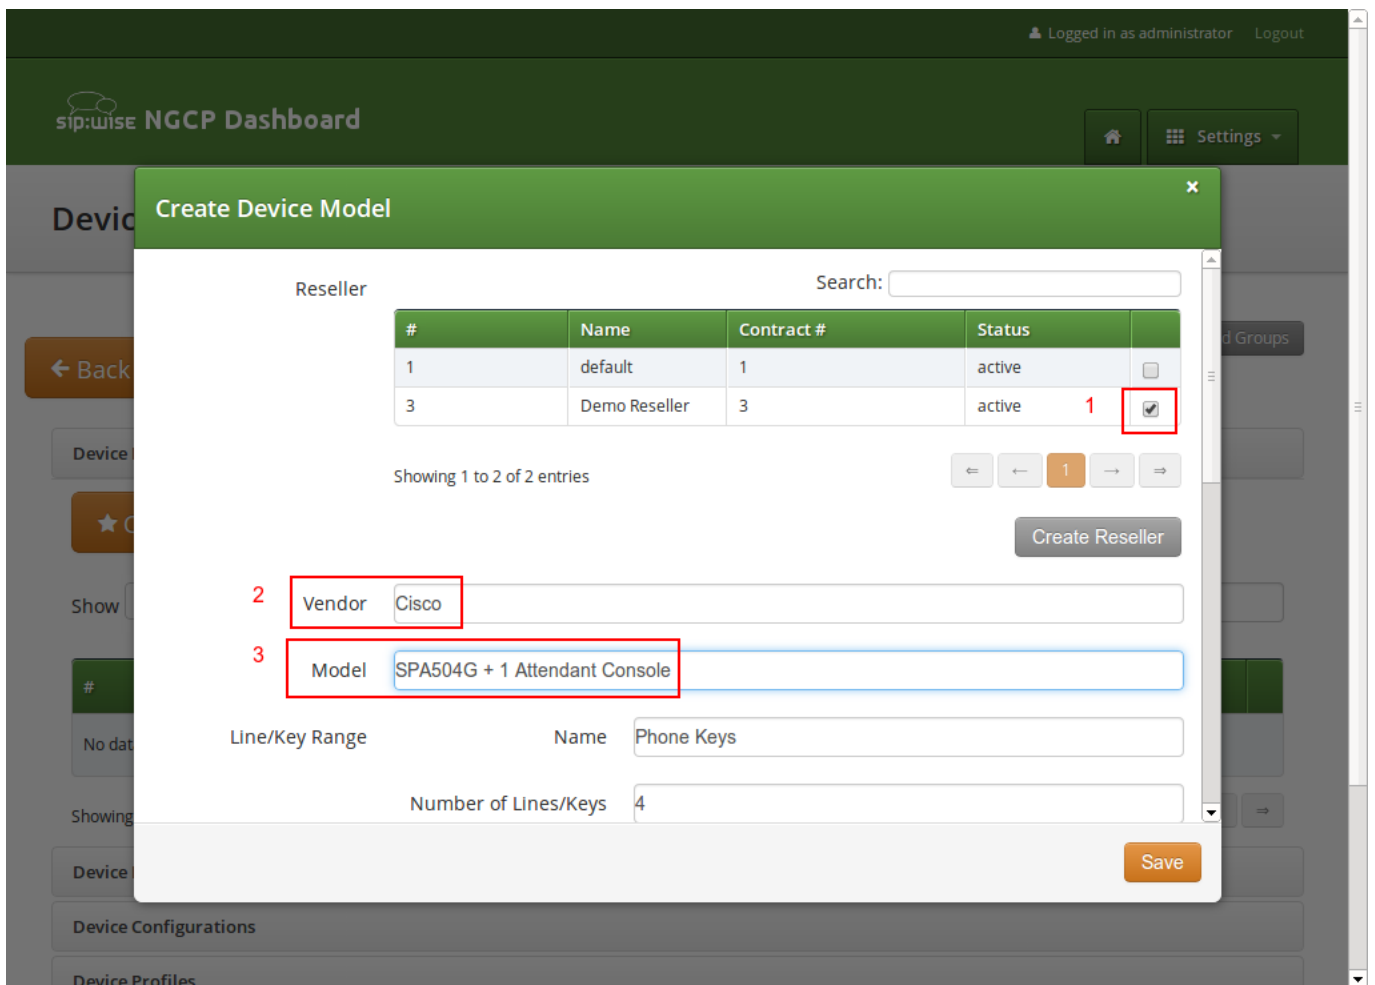 Logged in as administrator Logout
sip:wise NGCP Dashboard
Settings
Devic
Create Device Model
×
Reseller
Search:
# Name Contract # Status
1 default 1 active
3 Demo Reseller 3 active 1
Showing 1 to 2 of 2 entries
⇐ ← 1 → ⇒
Create Reseller
2 Vendor Cisco
3 Model SPA504G + 1 Attendant Console
Line/Key Range Name Phone Keys
Number of Lines/Keys 4
Save
Back
d Groups
Device
Show
#
No dat
Showing
⇒
Device
Device Configurations
Device Profiles